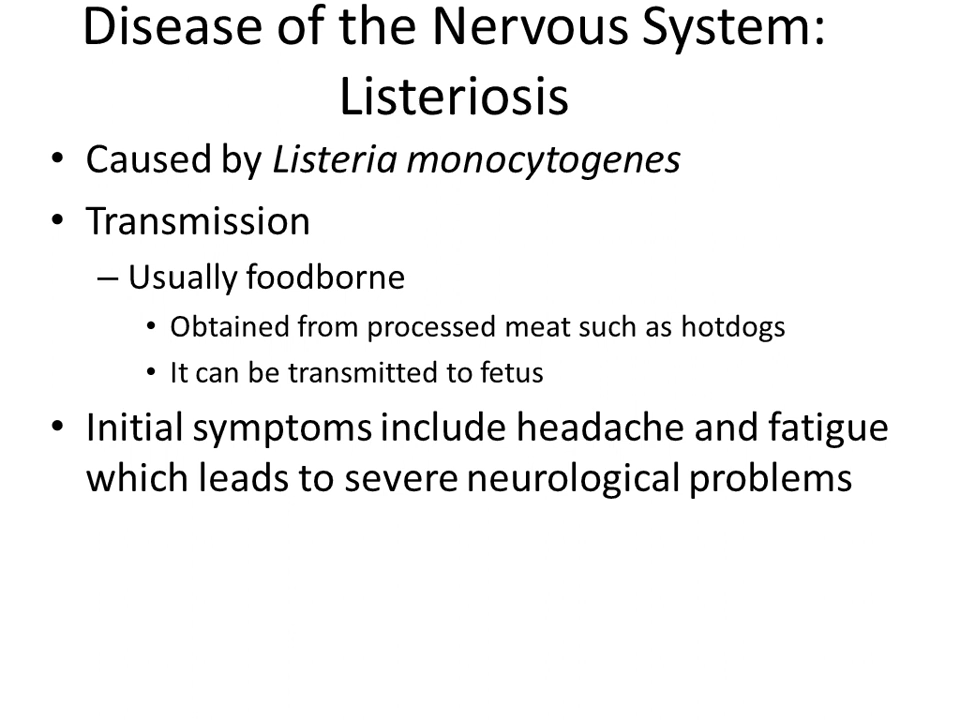 Disease of the Nervous System:
Listeriosis
• Caused by Listeria monocytogenes
• Transmission
– Usually foodborne
• Obtained from processed meat such as hotdogs
• It can be transmitted to fetus
• Initial symptoms include headache and fatigue
which leads to severe neurological problems